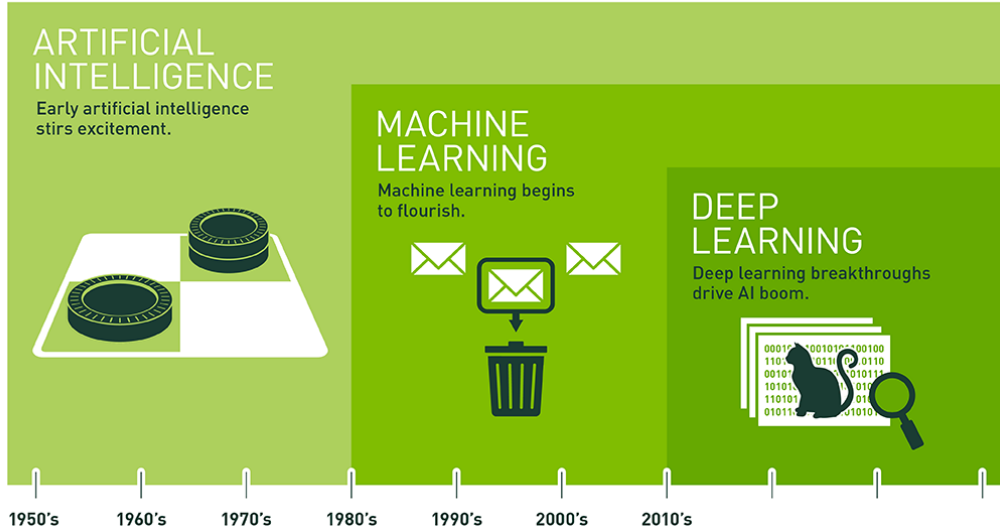 ARTIFICIAL
INTELLIGENCE
Early artificial intelligence
stirs excitement.
MACHINE
LEARNING
Machine learning begins
to flourish.
DEEP
LEARNING
Deep learning breakthroughs
drive AI boom.
1950's
1960's
1970's
1980's
1990's
2000's
2010's